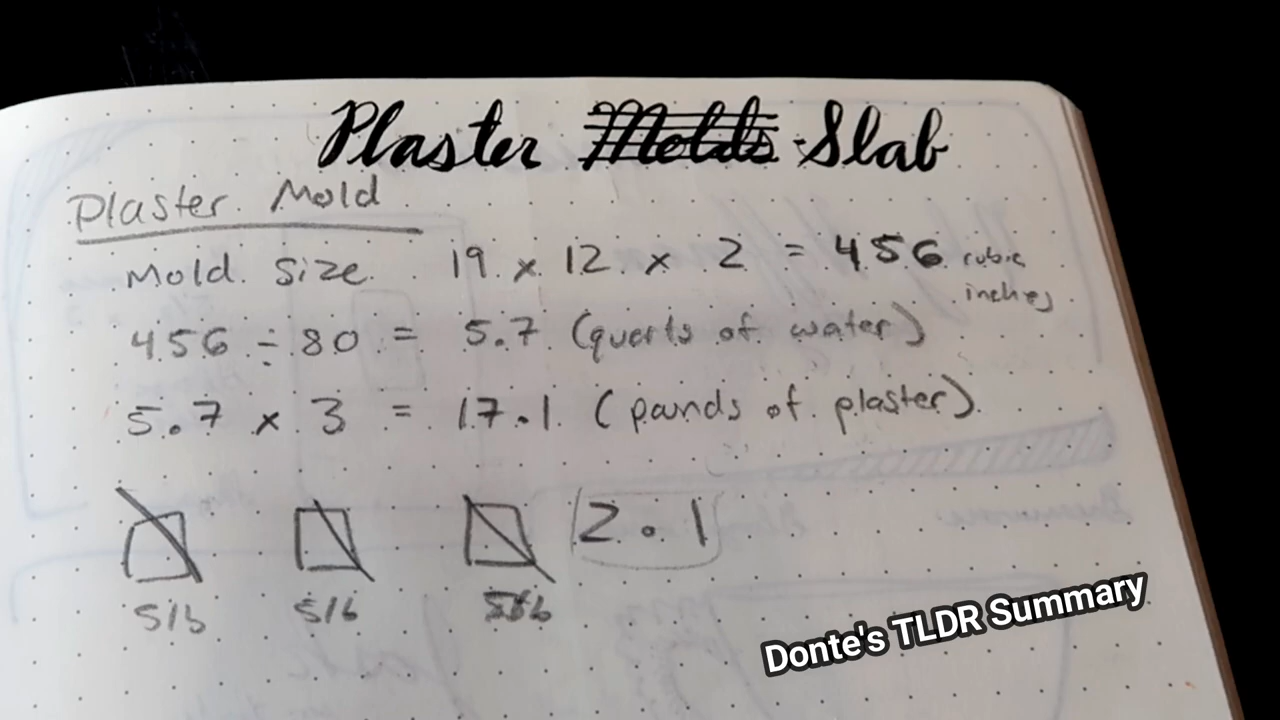 Plaster Molds Slab
Plaster Mold
Mold Size 19 x 12 x 2 = 456 cubic inches
456 ÷ 80 = 5.7 (quarts of water)
5.7 x 3 = 17.1 (pounds of plaster)
2.1
5lb 5lb 5lb
Donte's TLDR Summary